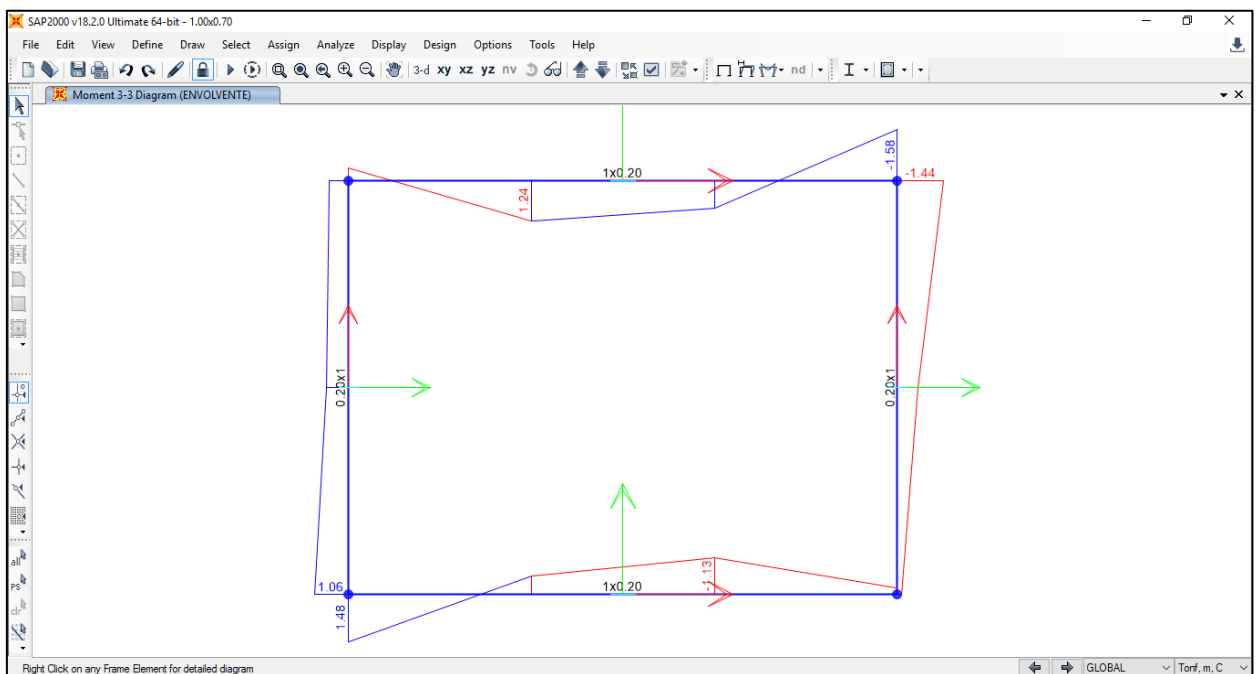 SAP2000 v18.2.0 Ultimate 64-bit - 1.00x0.70
File Edit View Define Draw Select Assign Analyze Display Design Options Tools Help
3-d xy xz yz nv nd
Moment 3-3 Diagram (ENVOLVENTE)
1x0.20
-1.58
-1.44
1.24
0.20x1
0.20x1
1.06
1.48
1x0.20
-1.13
all
PS
clr
Right Click on any Frame Element for detailed diagram
GLOBAL
Tonf, m, C